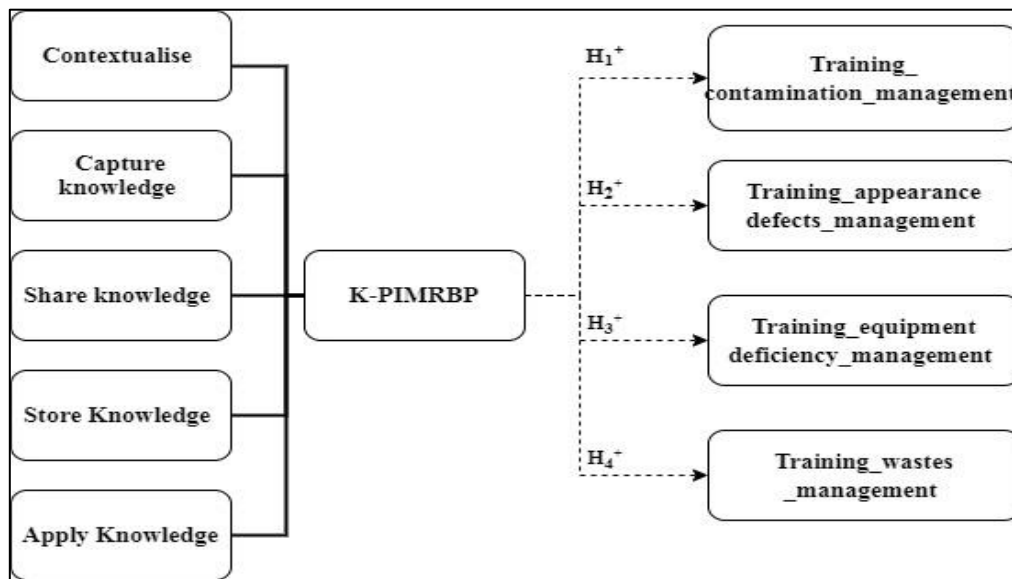 Contextualise
Capture
knowledge
Share knowledge
Store Knowledge
Apply Knowledge
K-PIMRBP
H₁⁺
H₂⁺
H₃⁺
H₄⁺
Training_
contamination_management
Training_appearance
defects_management
Training_equipment
deficiency_management
Training_wastes
_management